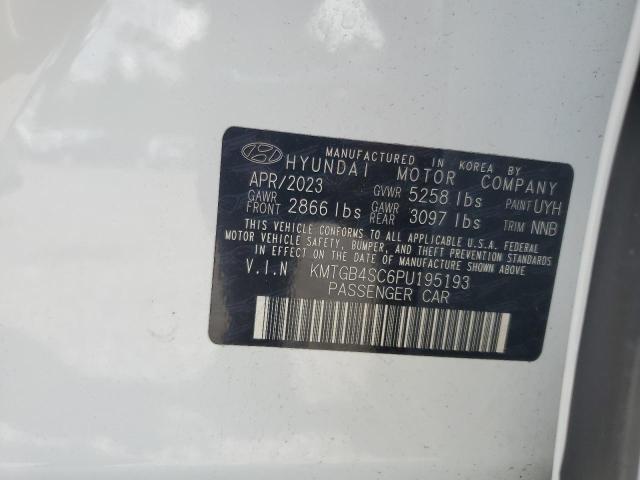 MANUFACTURED IN KOREA BY
HYUNDAI MOTOR COMPANY
APR/2023 GVWR 5258 lbs PAINT UYH
GAWR FRONT 2866 lbs GAWR REAR 3097 lbs TRIM NNB
THIS VEHICLE CONFORMS TO ALL APPLICABLE U.S.A. FEDERAL
MOTOR VEHICLE SAFETY, BUMPER, AND THEFT PREVENTION STANDARDS
IN EFFECT ON THE DATE OF MANUFACTURE SHOWN ABOVE.
V.I.N KMTGB4SC6PU195193
PASSENGER CAR